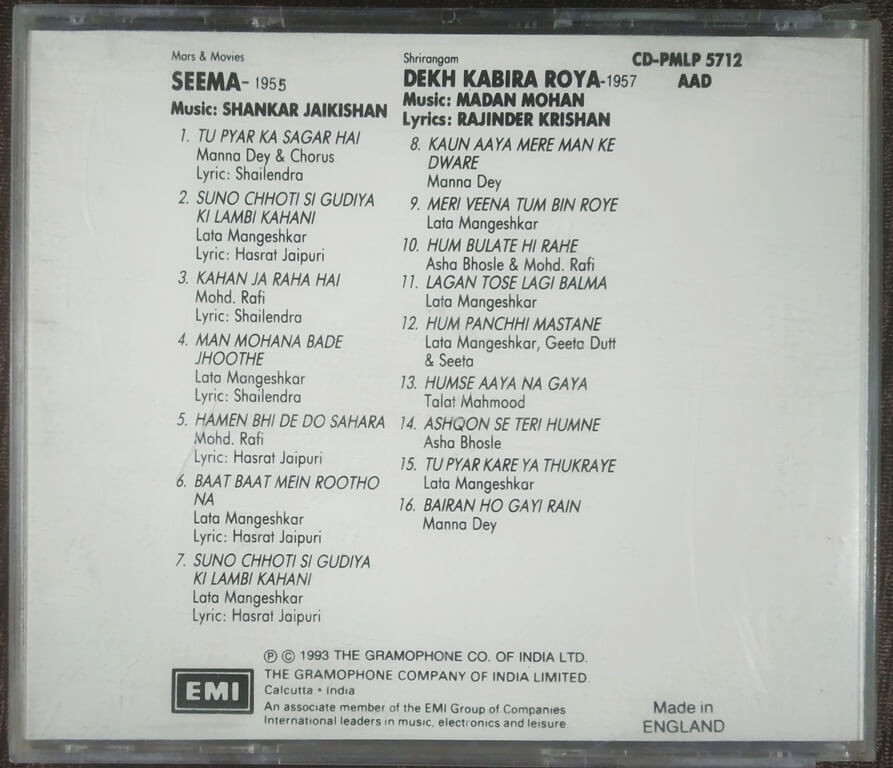 Mars & Movies
SEEMA- 1955
Music: SHANKAR JAIKISHAN
1. TU PYAR KA SAGAR HAI
Manna Dey & Chorus
Lyric: Shailendra
2. SUNO CHHOTI SI GUDIYA
KI LAMBI KAHANI
Lata Mangeshkar
Lyric: Hasrat Jaipuri
3. KAHAN JA RAHA HAI
Mohd. Rafi
Lyric: Shailendra
4. MAN MOHANA BADE
JHOOTHE
Lata Mangeshkar
Lyric: Shailendra
5. HAMEN BHI DE DO SAHARA
Mohd. Rafi
Lyric: Hasrat Jaipuri
6. BAAT BAAT MEIN ROOTHO
NA
Lata Mangeshkar
Lyric: Hasrat Jaipuri
7. SUNO CHHOTI SI GUDIYA
KI LAMBI KAHANI
Lata Mangeshkar
Lyric: Hasrat Jaipuri
Shrirangam
DEKH KABIRA ROYA-1957
Music: MADAN MOHAN
Lyrics: RAJINDER KRISHAN
8. KAUN AAYA MERE MAN KE
DWARE
Manna Dey
9. MERI VEENA TUM BIN ROYE
Lata Mangeshkar
10. HUM BULATE HI RAHE
Asha Bhosle & Mohd. Rafi
11. LAGAN TOSE LAGI BALMA
Lata Mangeshkar
12. HUM PANCHHI MASTANE
Lata Mangeshkar, Geeta Dutt
& Seeta
13. HUMSE AAYA NA GAYA
Talat Mahmood
14. ASHQON SE TERI HUMNE
Asha Bhosle
15. TU PYAR KARE YA THUKRAYE
Lata Mangeshkar
16. BAIRAN HO GAYI RAIN
Manna Dey
CD-PMLP 5712
AAD
℗ © 1993 THE GRAMOPHONE CO. OF INDIA LTD.
THE GRAMOPHONE COMPANY OF INDIA LIMITED
Calcutta • India
An associate member of the EMI Group of Companies
International leaders in music, electronics and leisure
EMI
Made in
ENGLAND